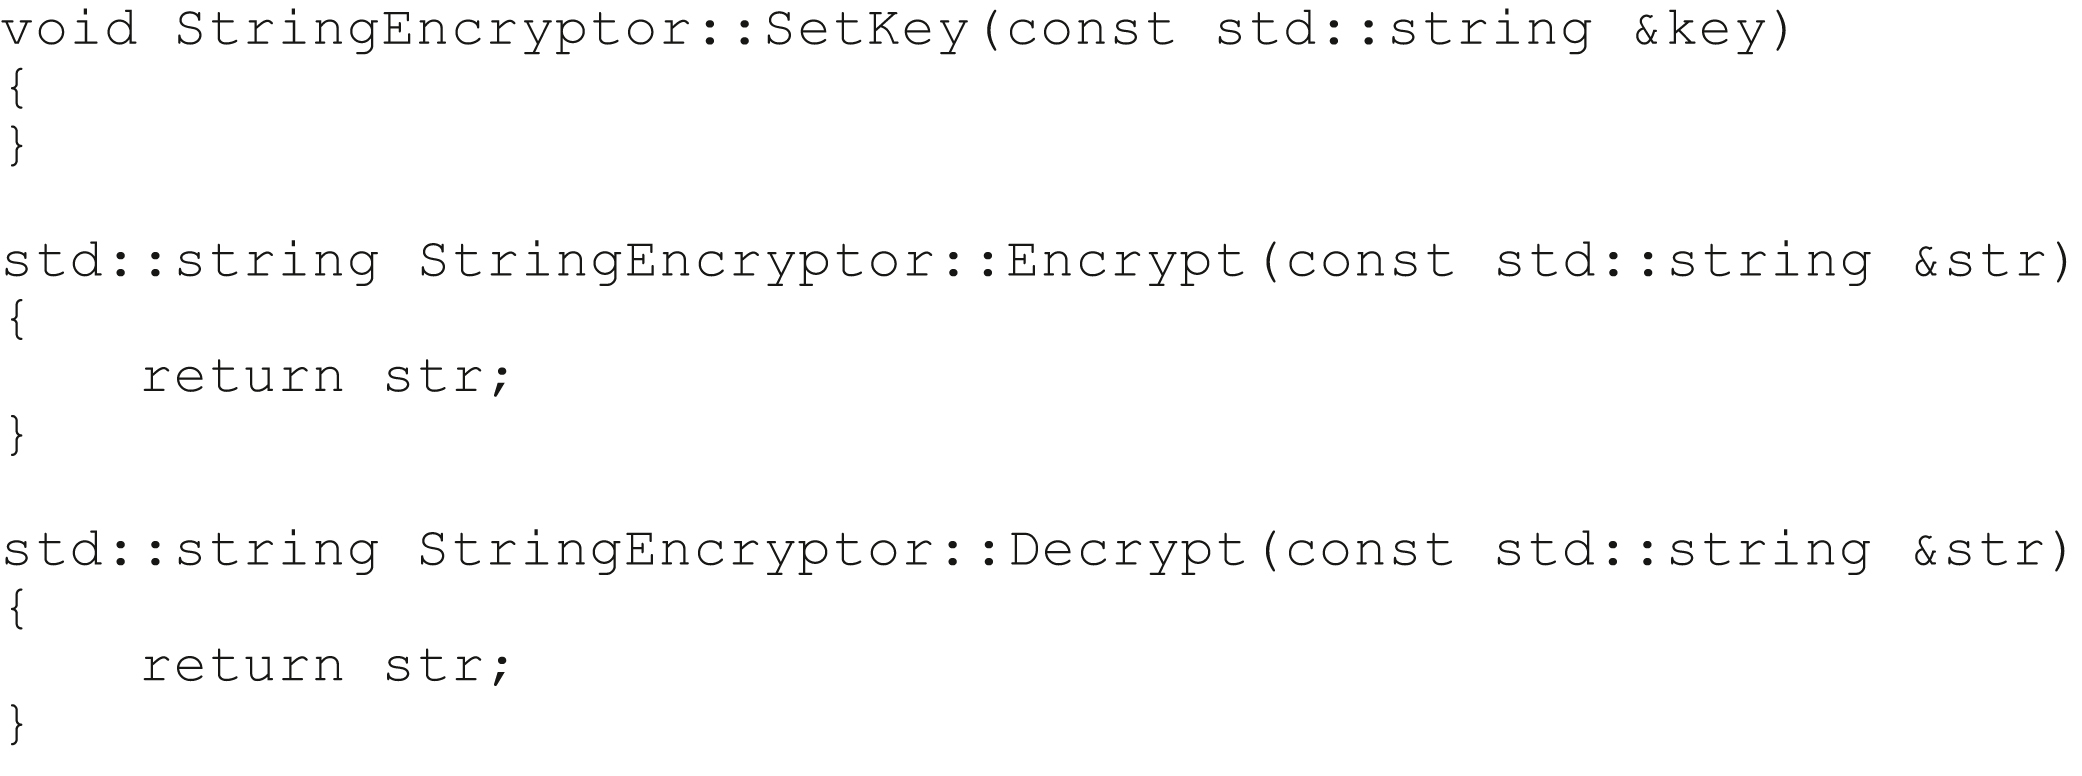 void StringEncryptor::SetKey(const std::string &key)
{
}

std::string StringEncryptor::Encrypt(const std::string &str)
{
    return str;
}

std::string StringEncryptor::Decrypt(const std::string &str)
{
    return str;
}